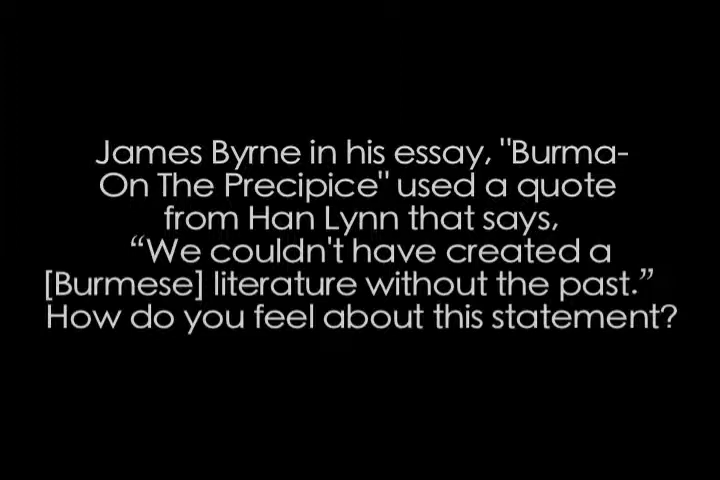 James Byrne in his essay, "Burma-
On The Precipice" used a quote
from Han Lynn that says,
“We couldn't have created a
[Burmese] literature without the past.”
How do you feel about this statement?